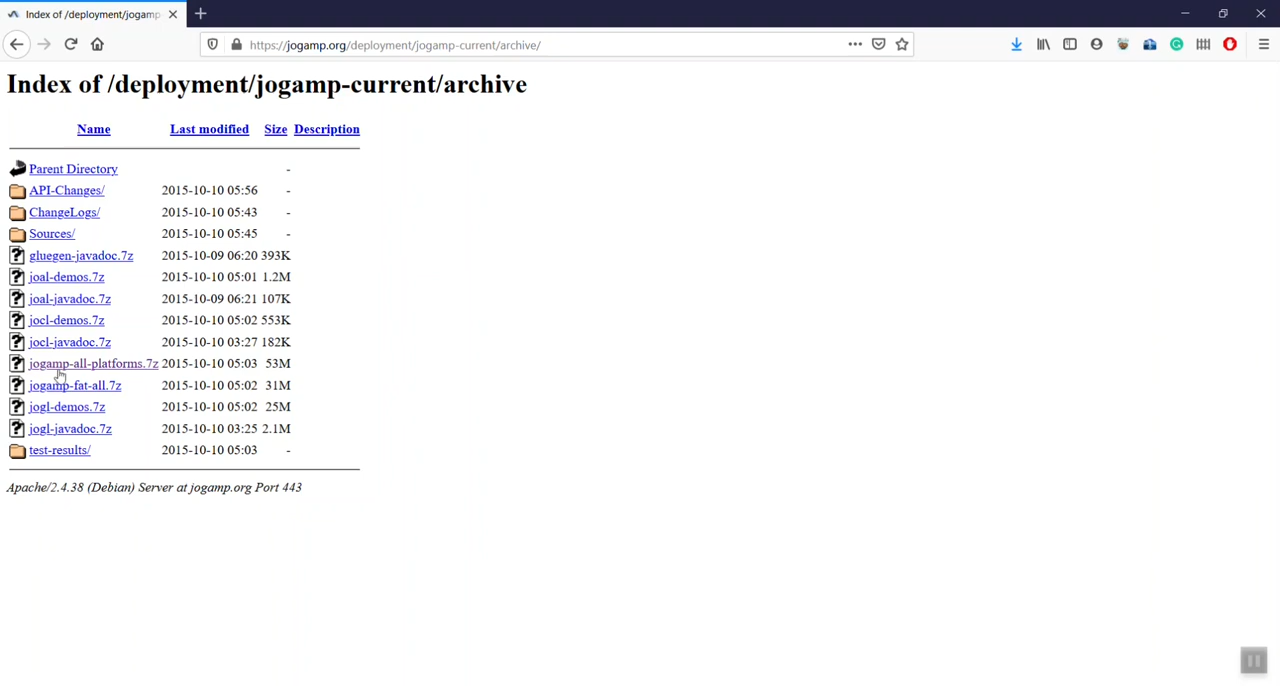 Index of /deployment/jogamp-
https://jogamp.org/deployment/jogamp-current/archive/
Index of /deployment/jogamp-current/archive
Name Last modified Size Description
Parent Directory -
API-Changes/ 2015-10-10 05:56 -
ChangeLogs/ 2015-10-10 05:43 -
Sources/ 2015-10-10 05:45 -
gluegen-javadoc.7z 2015-10-09 06:20 393K
joal-demos.7z 2015-10-10 05:01 1.2M
joal-javadoc.7z 2015-10-09 06:21 107K
jocl-demos.7z 2015-10-10 05:02 553K
jocl-javadoc.7z 2015-10-10 03:27 182K
jogamp-all-platforms.7z 2015-10-10 05:03 53M
jogamp-fat-all.7z 2015-10-10 05:02 31M
jogl-demos.7z 2015-10-10 05:02 25M
jogl-javadoc.7z 2015-10-10 03:25 2.1M
test-results/ 2015-10-10 05:03 -
Apache/2.4.38 (Debian) Server at jogamp.org Port 443